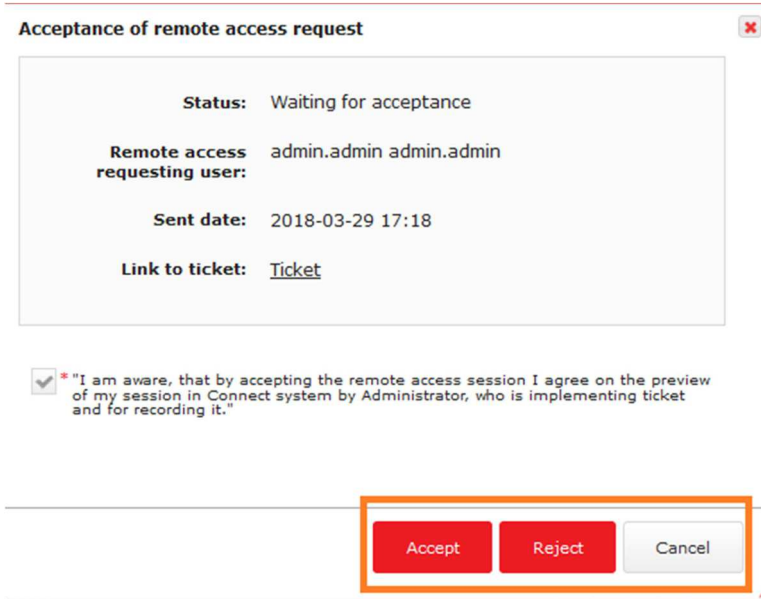 Acceptance of remote access request
Status: Waiting for acceptance
Remote access requesting user: admin.admin admin.admin
Sent date: 2018-03-29 17:18
Link to ticket: Ticket
* "I am aware, that by accepting the remote access session I agree on the preview
of my session in Connect system by Administrator, who is implementing ticket
and for recording it."
Accept Reject Cancel